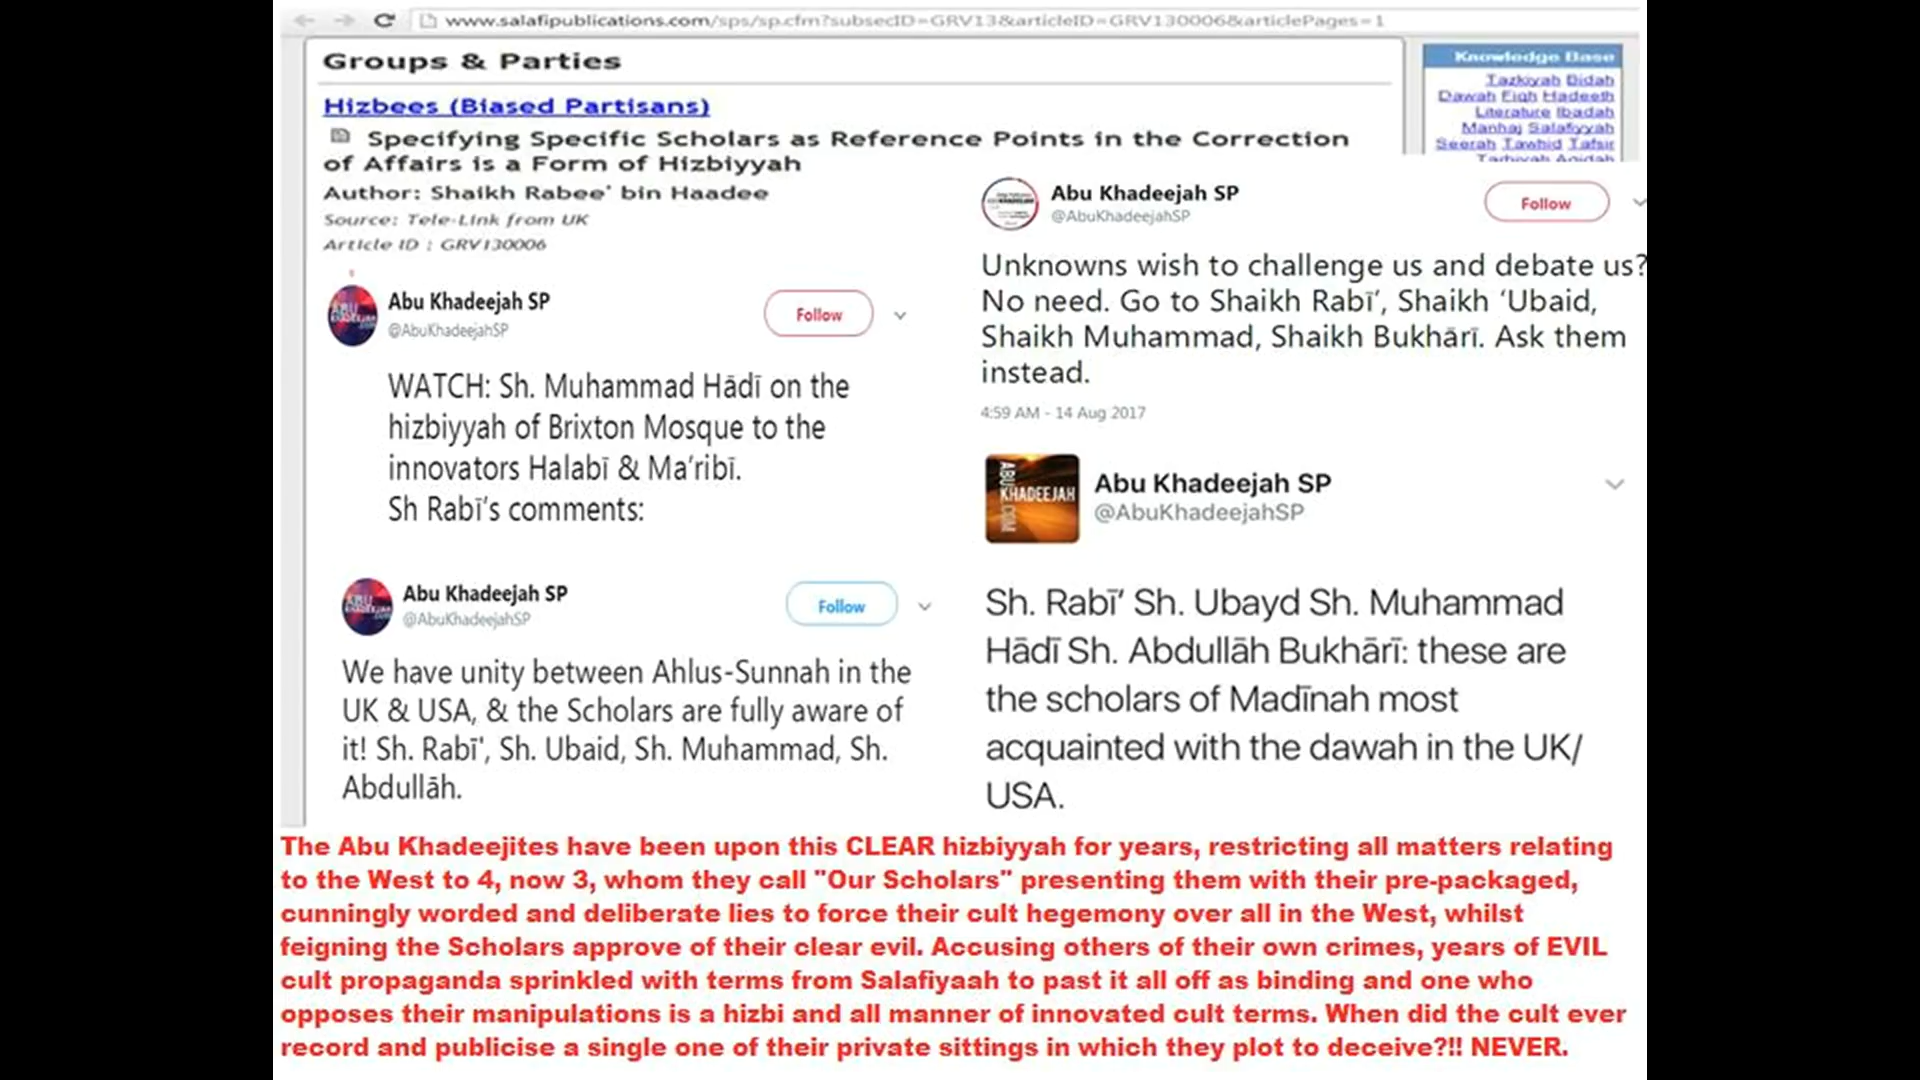 www.salafipublications.com/sps/sp.cfm?subsecID=GRV13&articleID=GRV130006&articlePages=1
Groups & Parties
Hizbees (Biased Partisans)
Specifying Specific Scholars as Reference Points in the Correction
of Affairs is a Form of Hizbiyyah
Author: Shaikh Rabee' bin Haadee
Source: Tele-Link from UK
Article ID : GRV130006
Knowledge Base
Tazkiyah Bidah
Dawah Fiqh Hadeeth
Literature Ibadah
Manhaj Salafiyyah
Seerah Tawhid Tafsir
Tarbiyah Aqidah
Abu Khadeejah SP
@AbuKhadeejahSP
Follow
WATCH: Sh. Muhammad Hādī on the
hizbiyyah of Brixton Mosque to the
innovators Halabī & Ma’ribī.
Sh Rabī’s comments:
Abu Khadeejah SP
@AbuKhadeejahSP
Follow
We have unity between Ahlus-Sunnah in the
UK & USA, & the Scholars are fully aware of
it! Sh. Rabī', Sh. Ubaid, Sh. Muhammad, Sh.
Abdullāh.
Abu Khadeejah SP
@AbuKhadeejahSP
Follow
Unknowns wish to challenge us and debate us?
No need. Go to Shaikh Rabī’, Shaikh ‘Ubaid,
Shaikh Muhammad, Shaikh Bukhārī. Ask them
instead.
4:59 AM - 14 Aug 2017
ABU
KHADEEJAH
.COM
Abu Khadeejah SP
@AbuKhadeejahSP
Sh. Rabī’ Sh. Ubayd Sh. Muhammad
Hādī Sh. Abdullāh Bukhārī: these are
the scholars of Madīnah most
acquainted with the dawah in the UK/
USA.
The Abu Khadeejites have been upon this CLEAR hizbiyyah for years, restricting all matters relating
to the West to 4, now 3, whom they call "Our Scholars" presenting them with their pre-packaged,
cunningly worded and deliberate lies to force their cult hegemony over all in the West, whilst
feigning the Scholars approve of their clear evil. Accusing others of their own crimes, years of EVIL
cult propaganda sprinkled with terms from Salafiyaah to past it all off as binding and one who
opposes their manipulations is a hizbi and all manner of innovated cult terms. When did the cult ever
record and publicise a single one of their private sittings in which they plot to deceive?!! NEVER.